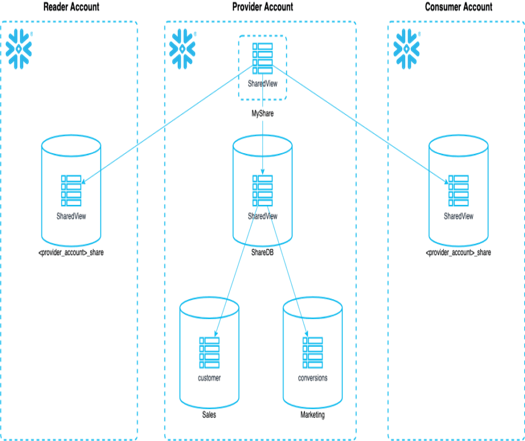 Reader Account
Provider Account
Consumer Account
SharedView
MyShare
SharedView
SharedView
SharedView
<provider_account>_share
ShareDB
<provider_account>_share
customer
conversions
Sales
Marketing